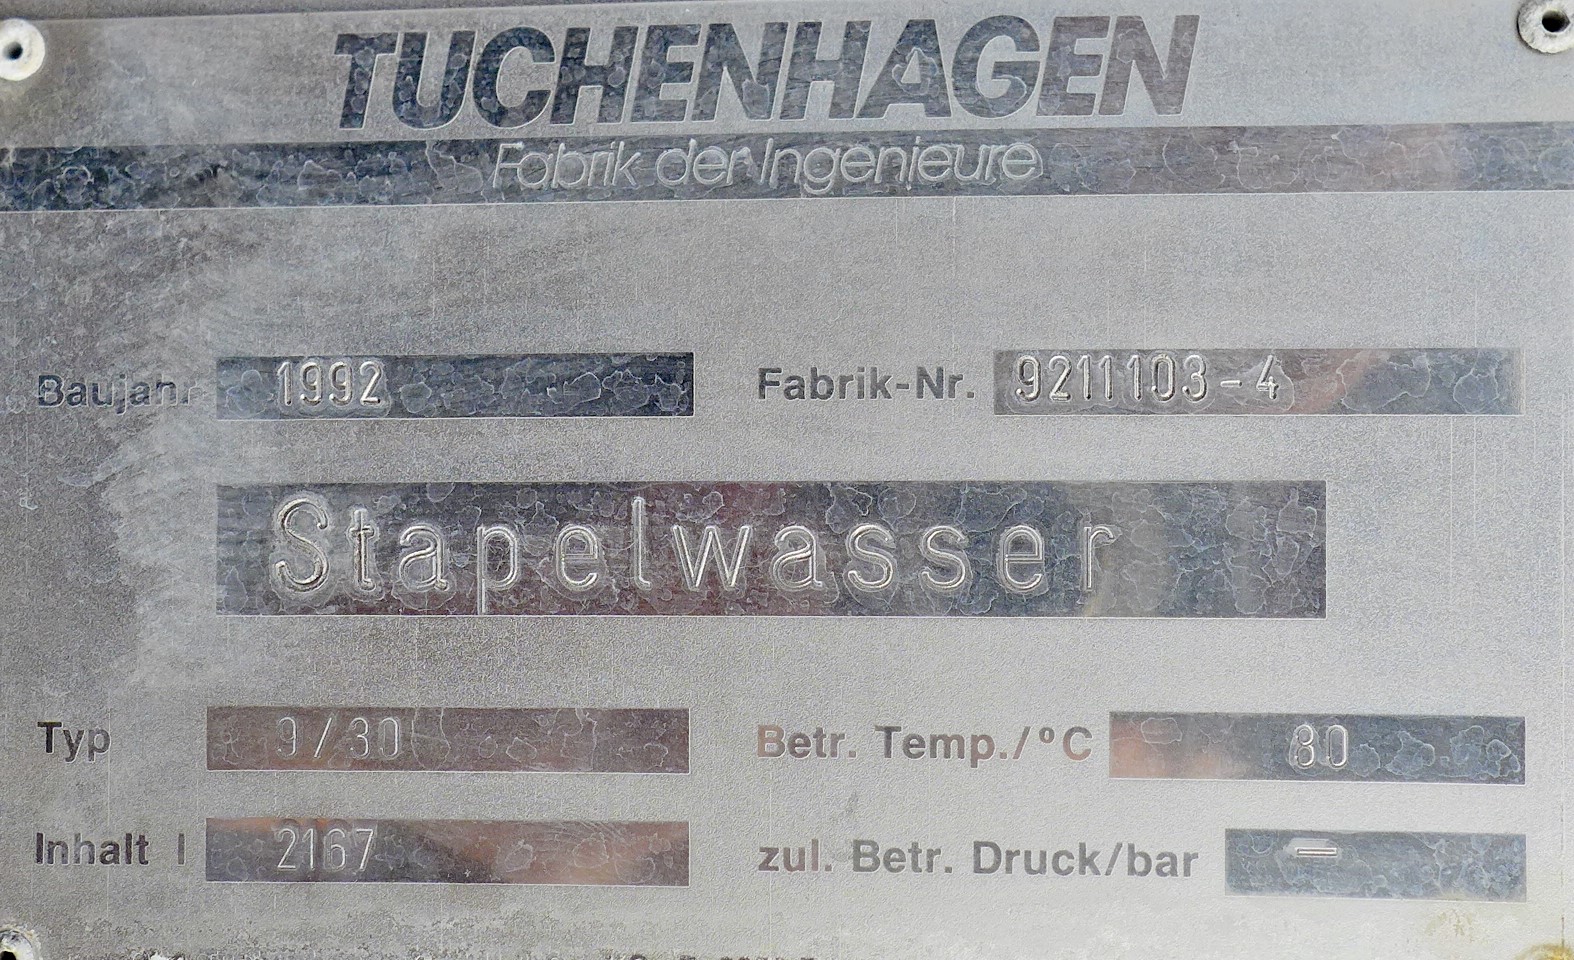 TUCHENHAGEN
Fabrik der Ingenieure
Baujahr 1992 Fabrik-Nr. 9211103-4
Stapelwasser
Typ 9/30 Betr. Temp./°C 80
Inhalt l 2167 zul. Betr. Druck/bar –